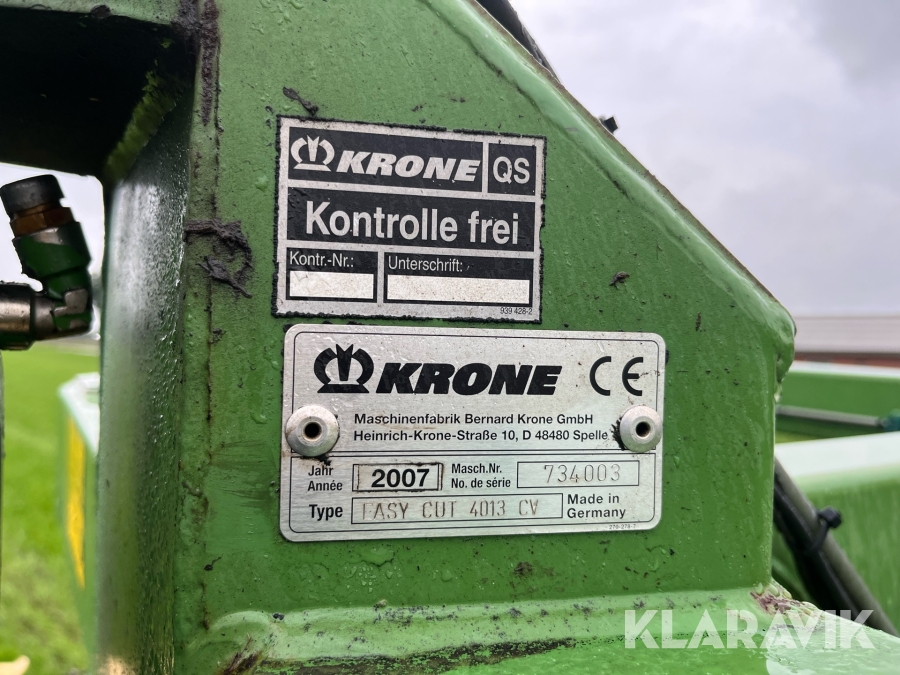 KRONE QS
Kontrolle frei
Kontr.-Nr.: Unterschrift:
939 428-2
KRONE CE
Maschinenfabrik Bernard Krone GmbH
Heinrich-Krone-Straße 10, D 48480 Spelle
Jahr
Année 2007 Masch.Nr.
No. de série 734003
Type EASY CUT 4013 CV Made in
Germany
KLARAVIK